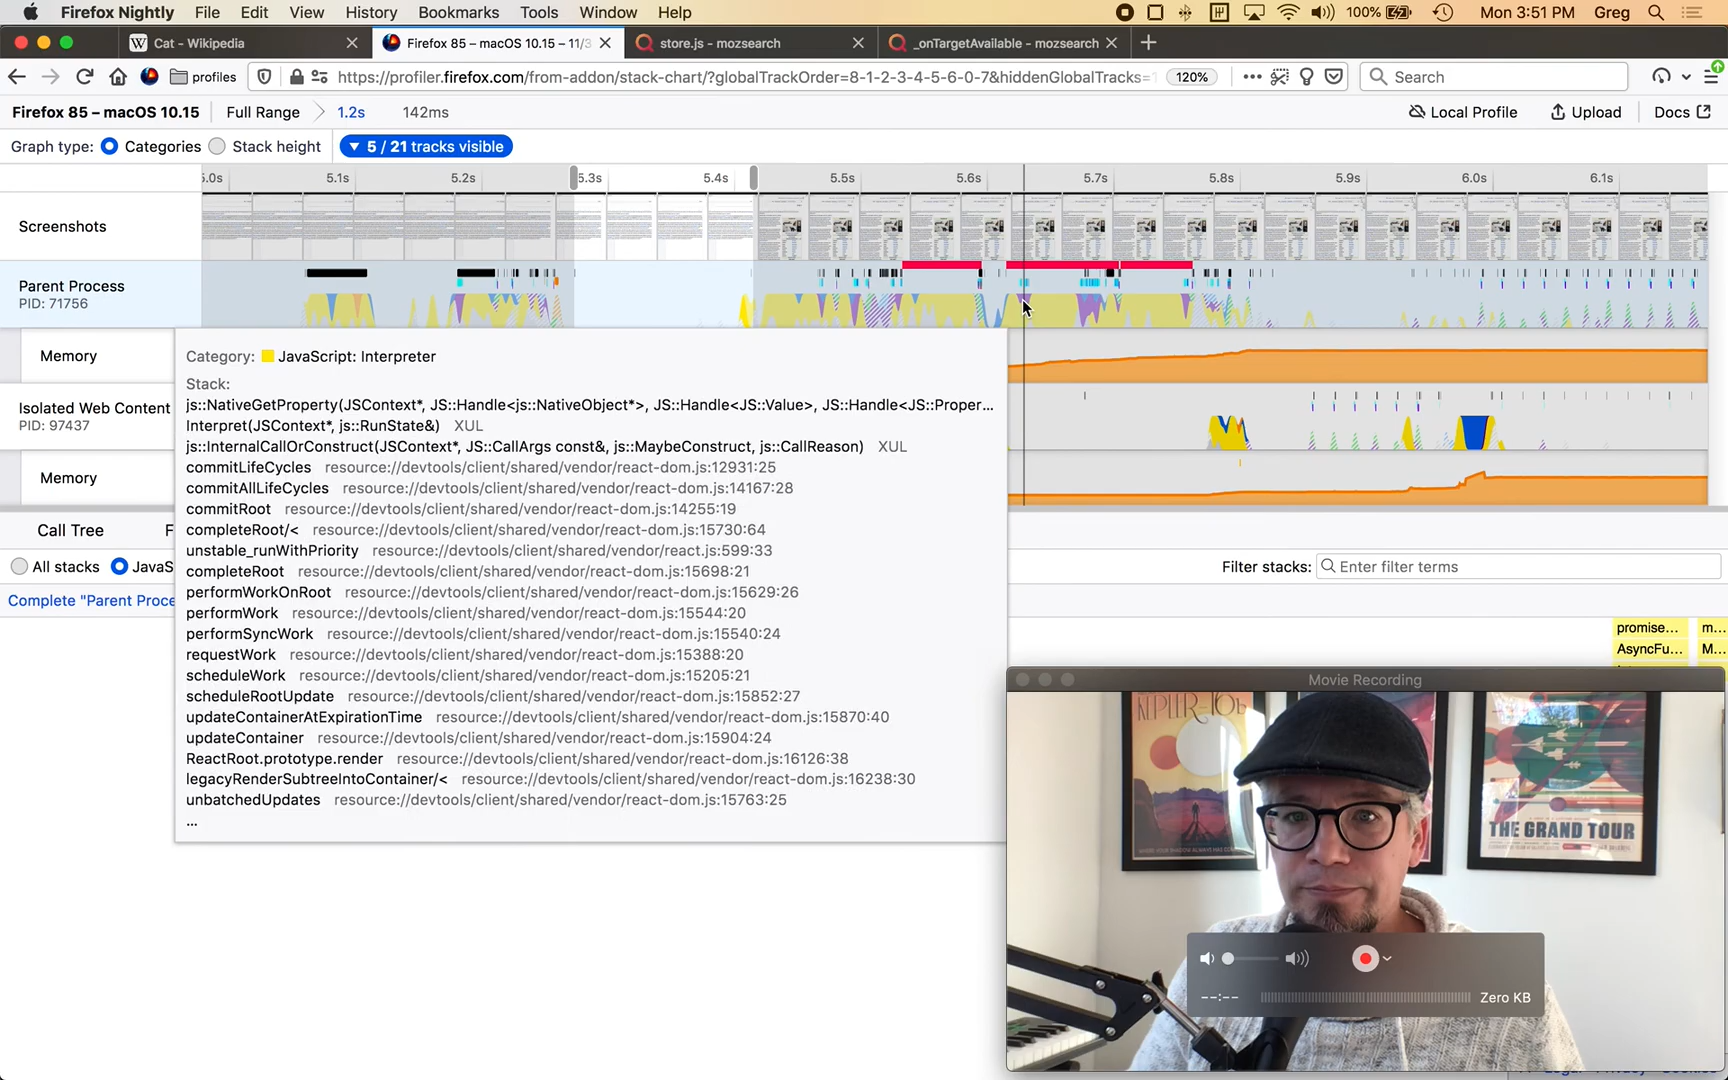 Firefox Nightly File Edit View History Bookmarks Tools Window Help 100% Mon 3:51 PM Greg
W Cat - Wikipedia Firefox 85 – macOS 10.15 – 11/3 store.js - mozsearch _onTargetAvailable - mozsearch
profiles https://profiler.firefox.com/from-addon/stack-chart/?globalTrackOrder=8-1-2-3-4-5-6-0-7&hiddenGlobalTracks= 120% Search
Firefox 85 – macOS 10.15 Full Range 1.2s 142ms Local Profile Upload Docs
Graph type: Categories Stack height 5 / 21 tracks visible
5.0s 5.1s 5.2s 5.3s 5.4s 5.5s 5.6s 5.7s 5.8s 5.9s 6.0s 6.1s
Screenshots
Parent Process
PID: 71756
Memory
Isolated Web Content
PID: 97437
Memory
Category: JavaScript: Interpreter
Stack:
js::NativeGetProperty(JSContext*, JS::Handle<js::NativeObject*>, JS::Handle<JS::Value>, JS::Handle<JS::Proper...
Interpret(JSContext*, js::RunState&) XUL
js::InternalCallOrConstruct(JSContext*, JS::CallArgs const&, js::MaybeConstruct, js::CallReason) XUL
commitLifeCycles resource://devtools/client/shared/vendor/react-dom.js:12931:25
commitAllLifeCycles resource://devtools/client/shared/vendor/react-dom.js:14167:28
commitRoot resource://devtools/client/shared/vendor/react-dom.js:14255:19
completeRoot/< resource://devtools/client/shared/vendor/react-dom.js:15730:64
unstable_runWithPriority resource://devtools/client/shared/vendor/react.js:599:33
completeRoot resource://devtools/client/shared/vendor/react-dom.js:15698:21
performWorkOnRoot resource://devtools/client/shared/vendor/react-dom.js:15629:26
performWork resource://devtools/client/shared/vendor/react-dom.js:15544:20
performSyncWork resource://devtools/client/shared/vendor/react-dom.js:15540:24
requestWork resource://devtools/client/shared/vendor/react-dom.js:15388:20
scheduleWork resource://devtools/client/shared/vendor/react-dom.js:15205:21
scheduleRootUpdate resource://devtools/client/shared/vendor/react-dom.js:15852:27
updateContainerAtExpirationTime resource://devtools/client/shared/vendor/react-dom.js:15870:40
updateContainer resource://devtools/client/shared/vendor/react-dom.js:15904:24
ReactRoot.prototype.render resource://devtools/client/shared/vendor/react-dom.js:16126:38
legacyRenderSubtreeIntoContainer/< resource://devtools/client/shared/vendor/react-dom.js:16238:30
unbatchedUpdates resource://devtools/client/shared/vendor/react-dom.js:15763:25
...
Call Tree F
All stacks JavaS Filter stacks: Enter filter terms
Complete "Parent Proce
promise... m...
AsyncFu... M...
Movie Recording
KEPLER-16b
THE GRAND TOUR
--:-- Zero KB